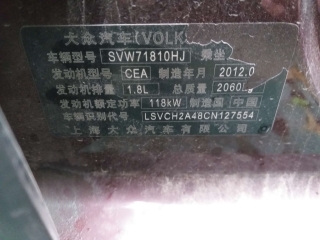 大众汽车(VOLK
车辆型号 SVW71810HJ 乘坐
发动机型号 CEA 制造年月 2012.0
发动机排量 1.8L 总质量 2060
发动机额定功率 118kW 制造国 中国
车辆识别代号 LSVCH2A48CN127554
上海大众汽车有限公司